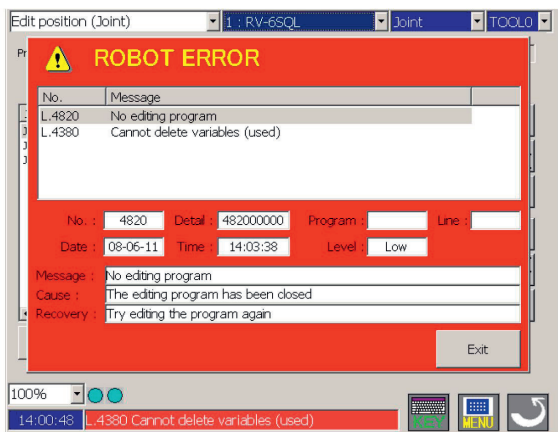 Edit position (Joint) 1 : RV-6SQL Joint TOOL0
Pr
ROBOT ERROR
No. Message
L.4820 No editing program
L.4380 Cannot delete variables (used)
No. : 4820 Detail : 482000000 Program : Line :
Date : 08-06-11 Time : 14:03:38 Level : Low
Message : No editing program
Cause : The editing program has been closed
Recovery : Try editing the program again
Exit
100%
KEY MENU
14:00:48 L.4380 Cannot delete variables (used)